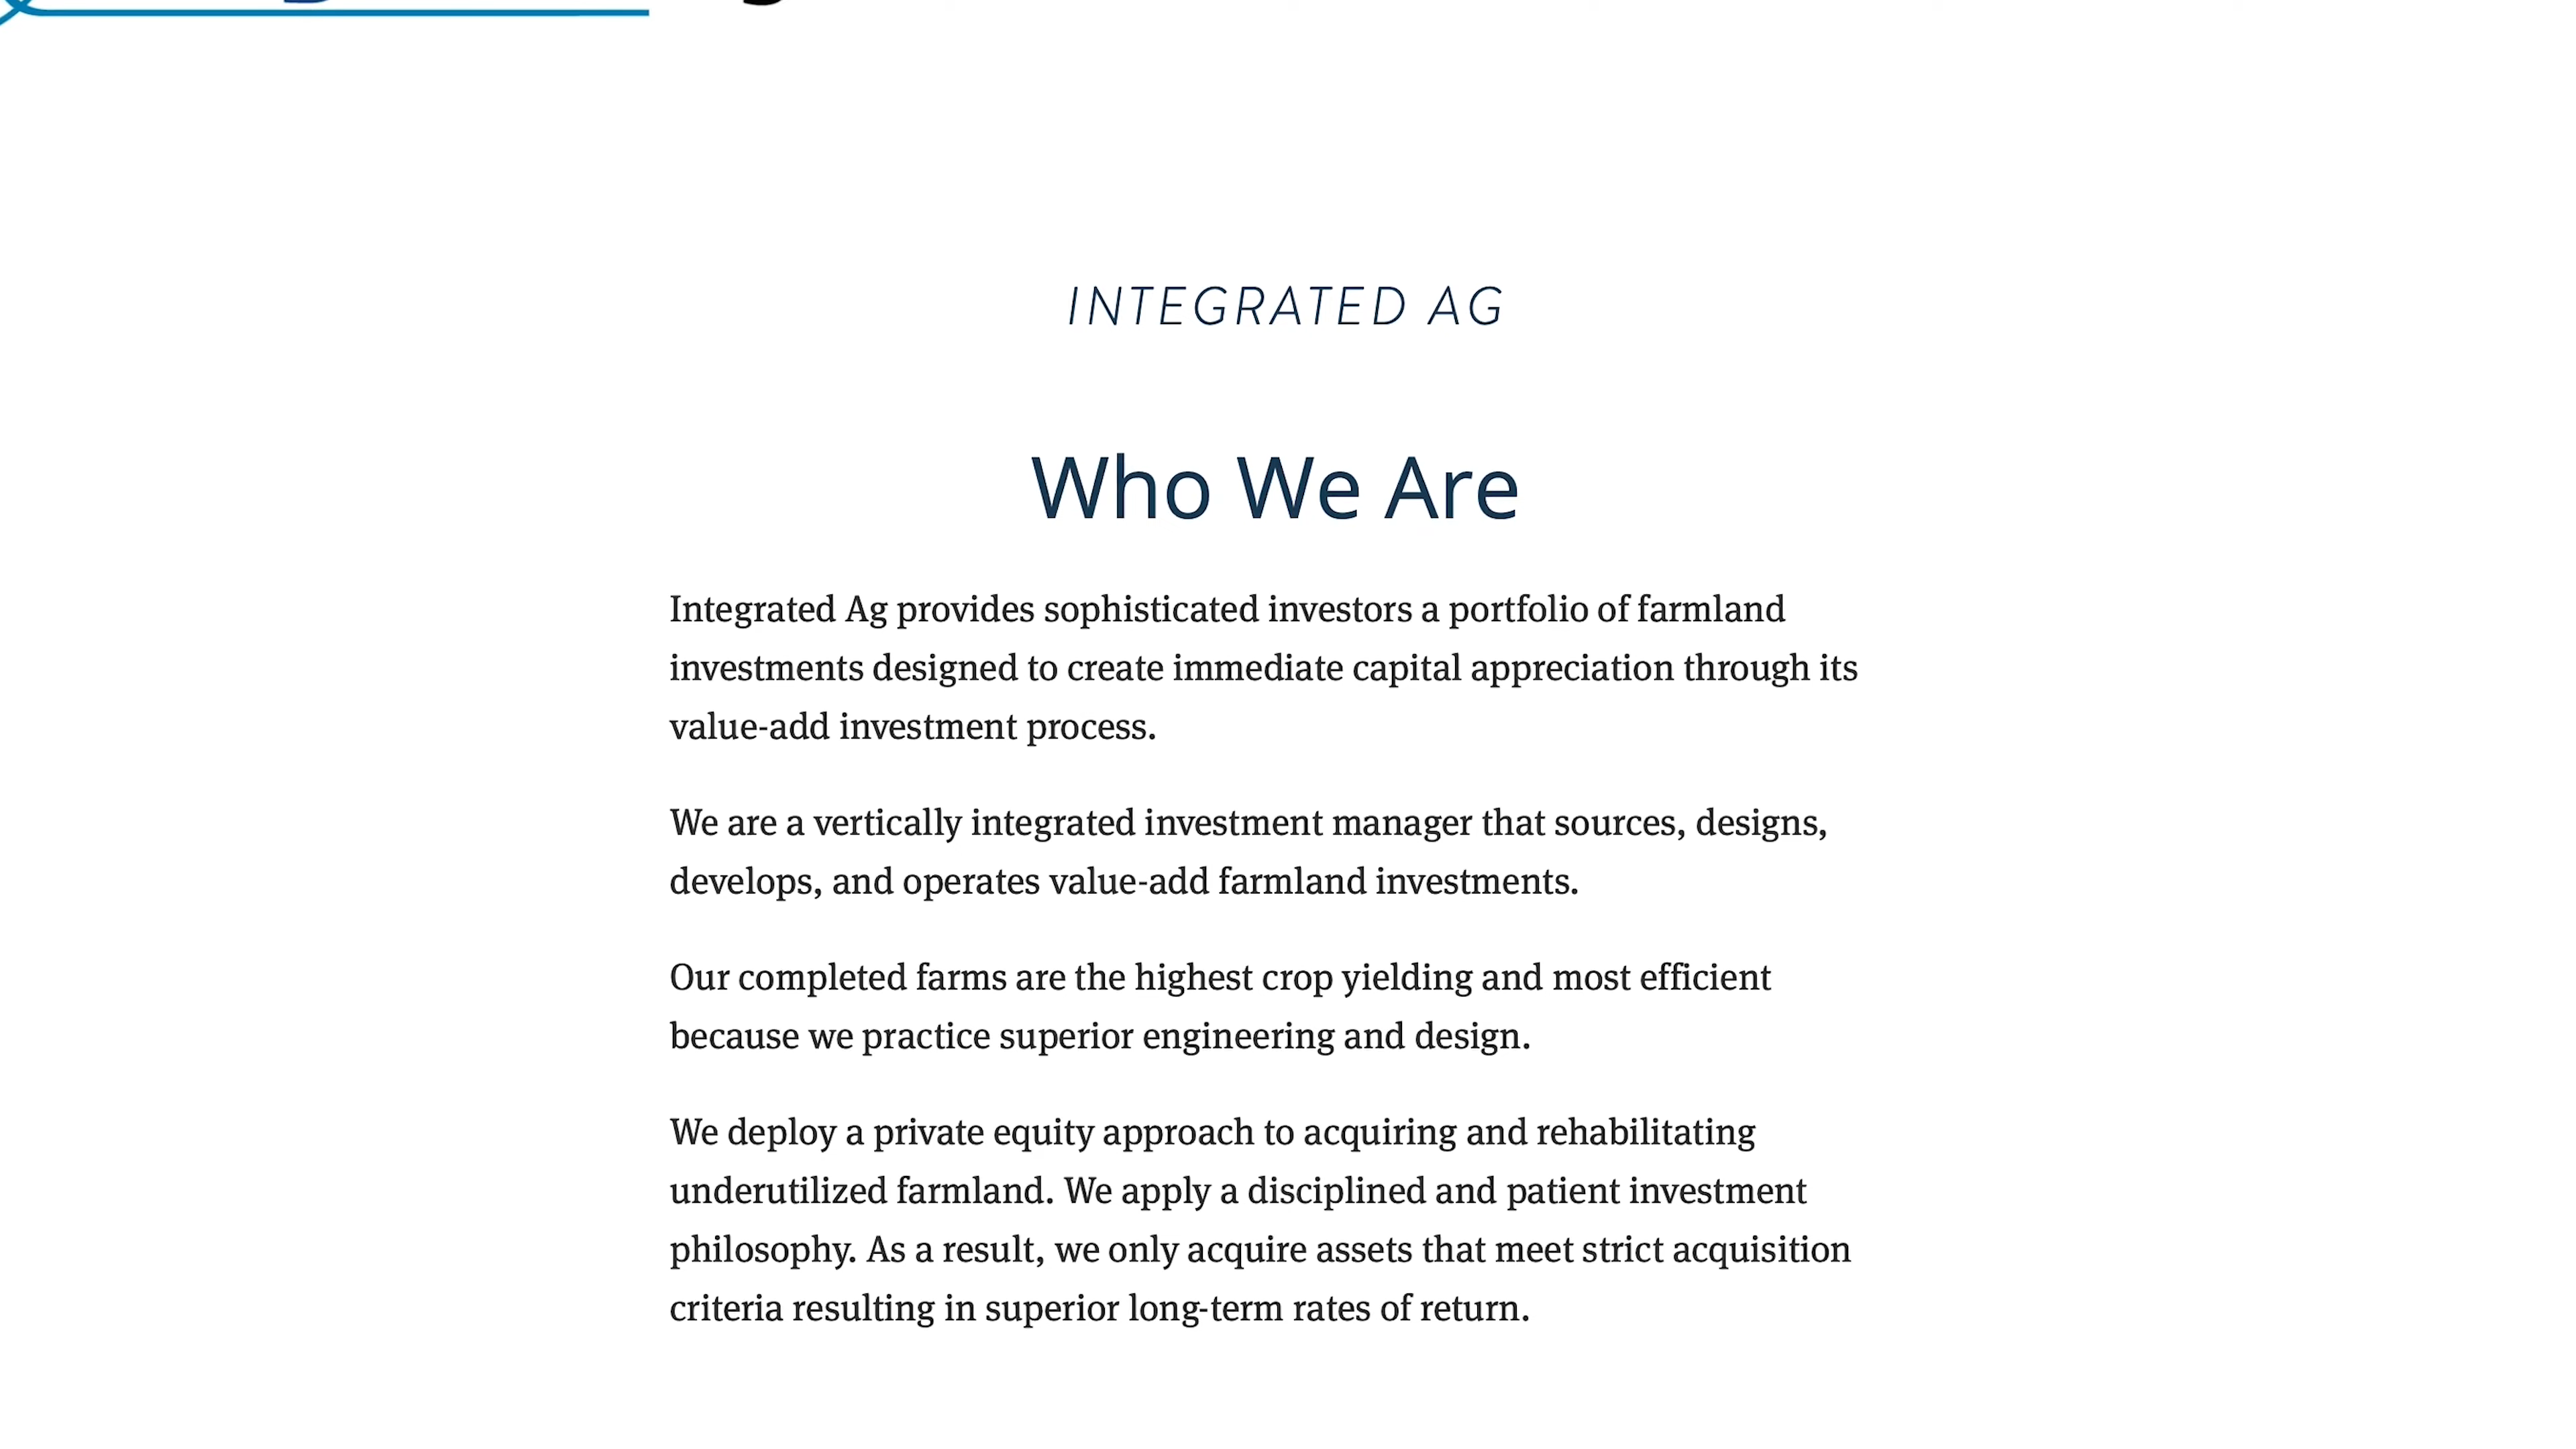 INTEGRATED AG
Who We Are
Integrated Ag provides sophisticated investors a portfolio of farmland
investments designed to create immediate capital appreciation through its
value-add investment process.
We are a vertically integrated investment manager that sources, designs,
develops, and operates value-add farmland investments.
Our completed farms are the highest crop yielding and most efficient
because we practice superior engineering and design.
We deploy a private equity approach to acquiring and rehabilitating
underutilized farmland. We apply a disciplined and patient investment
philosophy. As a result, we only acquire assets that meet strict acquisition
criteria resulting in superior long-term rates of return.